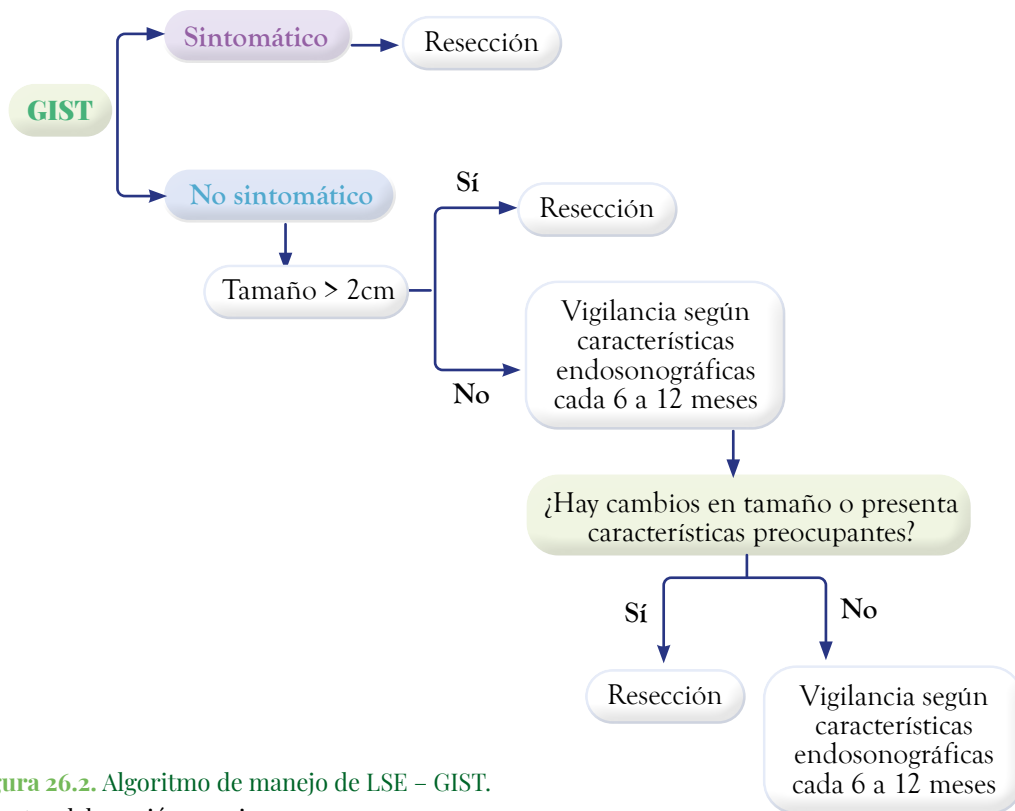 Sintomático
Resección
GIST
No sintomático
Sí
Resección
Tamaño > 2cm
No
Vigilancia según
características
endosonográficas
cada 6 a 12 meses
¿Hay cambios en tamaño o presenta
características preocupantes?
Sí
No
Resección
Vigilancia según
características
endosonográficas
cada 6 a 12 meses
gura 26.2. Algoritmo de manejo de LSE – GIST.